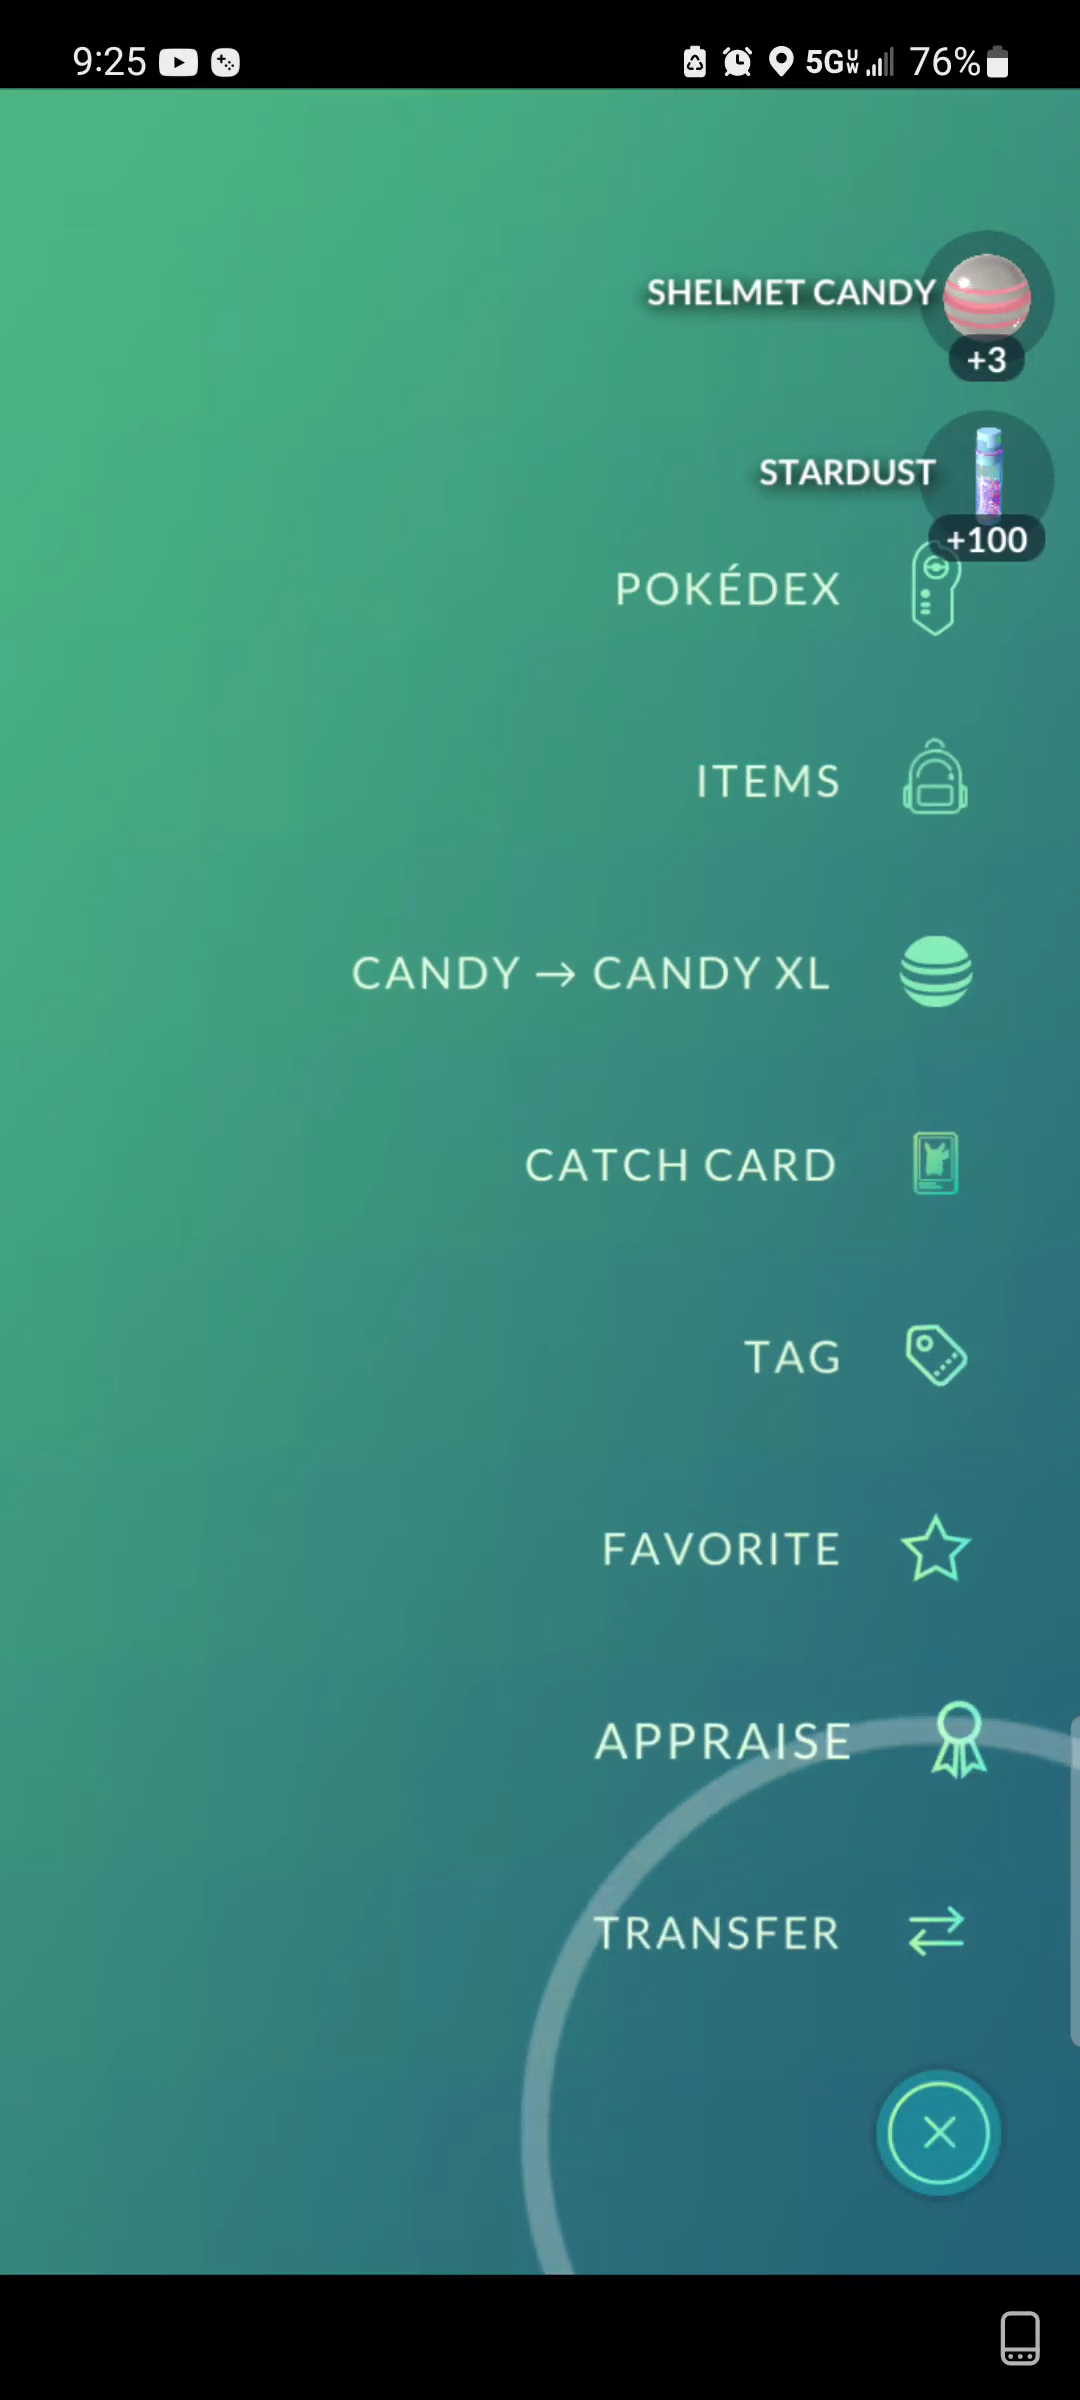 9:25
5G UW 76%
SHELMET CANDY
+3
STARDUST
+100
POKÉDEX
ITEMS
CANDY → CANDY XL
CATCH CARD
TAG
FAVORITE
APPRAISE
TRANSFER